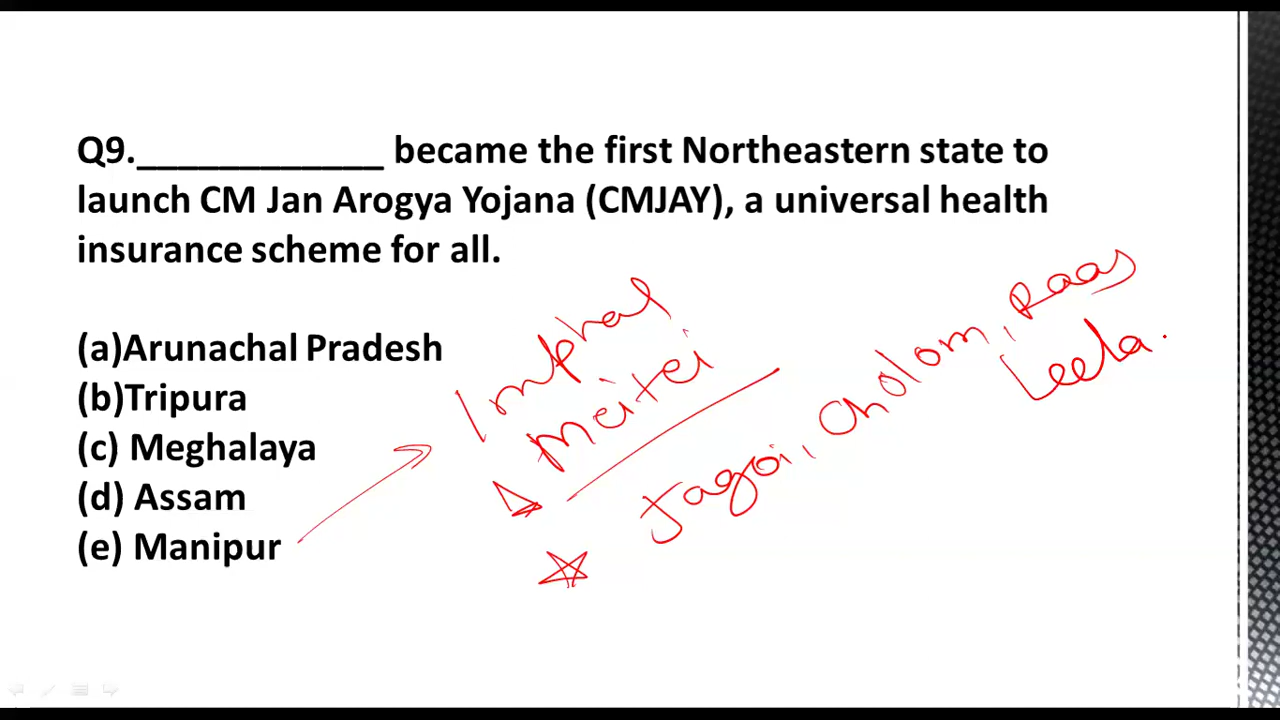 Q9.____________ became the first Northeastern state to
launch CM Jan Arogya Yojana (CMJAY), a universal health
insurance scheme for all.
(a)Arunachal Pradesh
(b)Tripura
(c) Meghalaya
(d) Assam
(e) Manipur
Imphal
Meitei
Jagoi, Cholom, Raas
Leela.